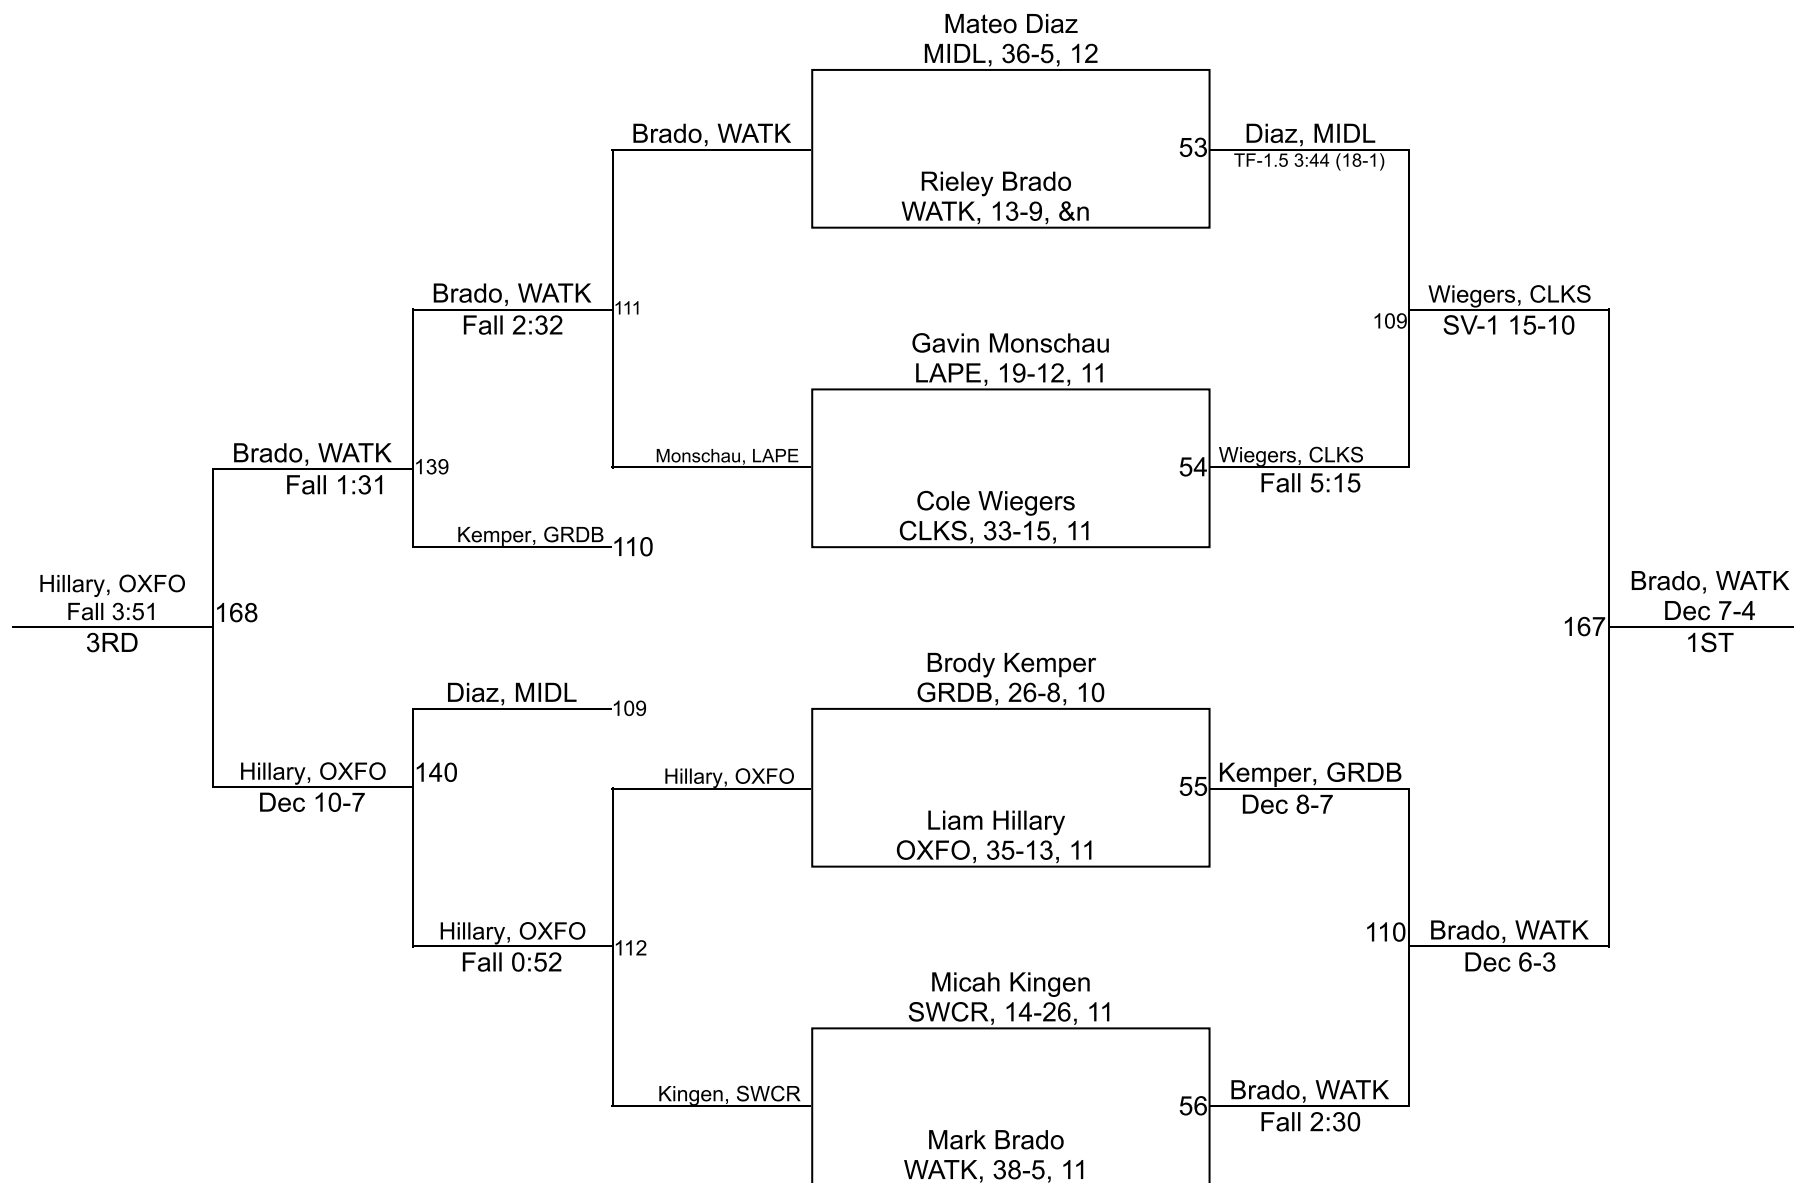 Mateo Diaz
MIDL, 36-5, 12
Brado, WATK
53
Diaz, MIDL
TF-1.5 3:44 (18-1)
Rieley Brado
WATK, 13-9, &n
Brado, WATK
Fall 2:32
111
Wiegers, CLKS
SV-1 15-10
109
Gavin Monschau
LAPE, 19-12, 11
Brado, WATK
Fall 1:31
139
Monschau, LAPE
54
Wiegers, CLKS
Fall 5:15
Cole Wiegers
CLKS, 33-15, 11
Kemper, GRDB
110
Hillary, OXFO
Fall 3:51
3RD
168
167
Brado, WATK
Dec 7-4
1ST
Brody Kemper
GRDB, 26-8, 10
Diaz, MIDL
109
Hillary, OXFO
Dec 10-7
140
Hillary, OXFO
55
Kemper, GRDB
Dec 8-7
Liam Hillary
OXFO, 35-13, 11
Hillary, OXFO
Fall 0:52
112
110
Brado, WATK
Dec 6-3
Micah Kingen
SWCR, 14-26, 11
Kingen, SWCR
56
Brado, WATK
Fall 2:30
Mark Brado
WATK, 38-5, 11